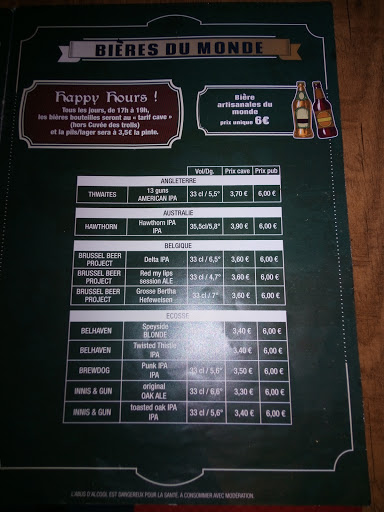 BIÈRES DU MONDE
Happy Hours !
Tous les jours, de 17h à 19h,
les bières bouteilles seront au « tarif cave »
(hors Cuvée des trolls)
et la pils/lager sera à 3,5€ la pinte.
Bière
artisanales du
monde
prix unique 6€
Vol/Dg. Prix cave Prix pub
ANGLETERRE
THWAITES 13 guns AMERICAN IPA 33 cl / 5,5° 3,70 € 6,00 €
AUSTRALIE
HAWTHORN Hawthorn IPA IPA 35,5cl/5,8° 3,90 € 6,00 €
BELGIQUE
BRUSSEL BEER PROJECT Delta IPA 33 cl / 6,5° 3,60 € 6,00 €
BRUSSEL BEER PROJECT Red my lips session ALE 33 cl / 4,7° 3,60 € 6,00 €
BRUSSEL BEER PROJECT Grosse Bertha Hefeweisen 33 cl / 7° 3,60 € 6,00 €
ECOSSE
BELHAVEN Speyside BLONDE 3,40 € 6,00 €
BELHAVEN Twisted Thistle IPA 3,40 € 6,00 €
BREWDOG Punk IPA IPA 33 cl / 5,6° 3,50 € 6,00 €
INNIS & GUN original OAK ALE 33 cl / 6,6° 3,30 € 6,00 €
INNIS & GUN toasted oak IPA IPA 33 cl / 5,6° 3,40 € 6,00 €
L'ABUS D'ALCOOL EST DANGEREUX POUR LA SANTÉ. A CONSOMMER AVEC MODÉRATION.